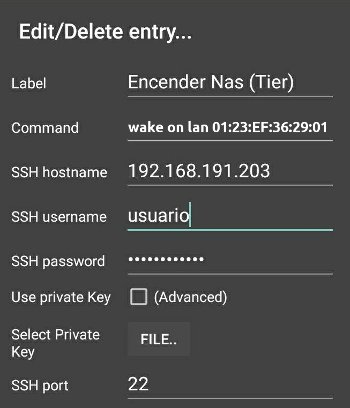 Edit/Delete entry...
Label Encender Nas (Tier)
Command wake on lan 01:23:EF:36:29:01
SSH hostname 192.168.191.203
SSH username usuario
SSH password ••••••••••••
Use private Key (Advanced)
Select Private Key FILE..
SSH port 22